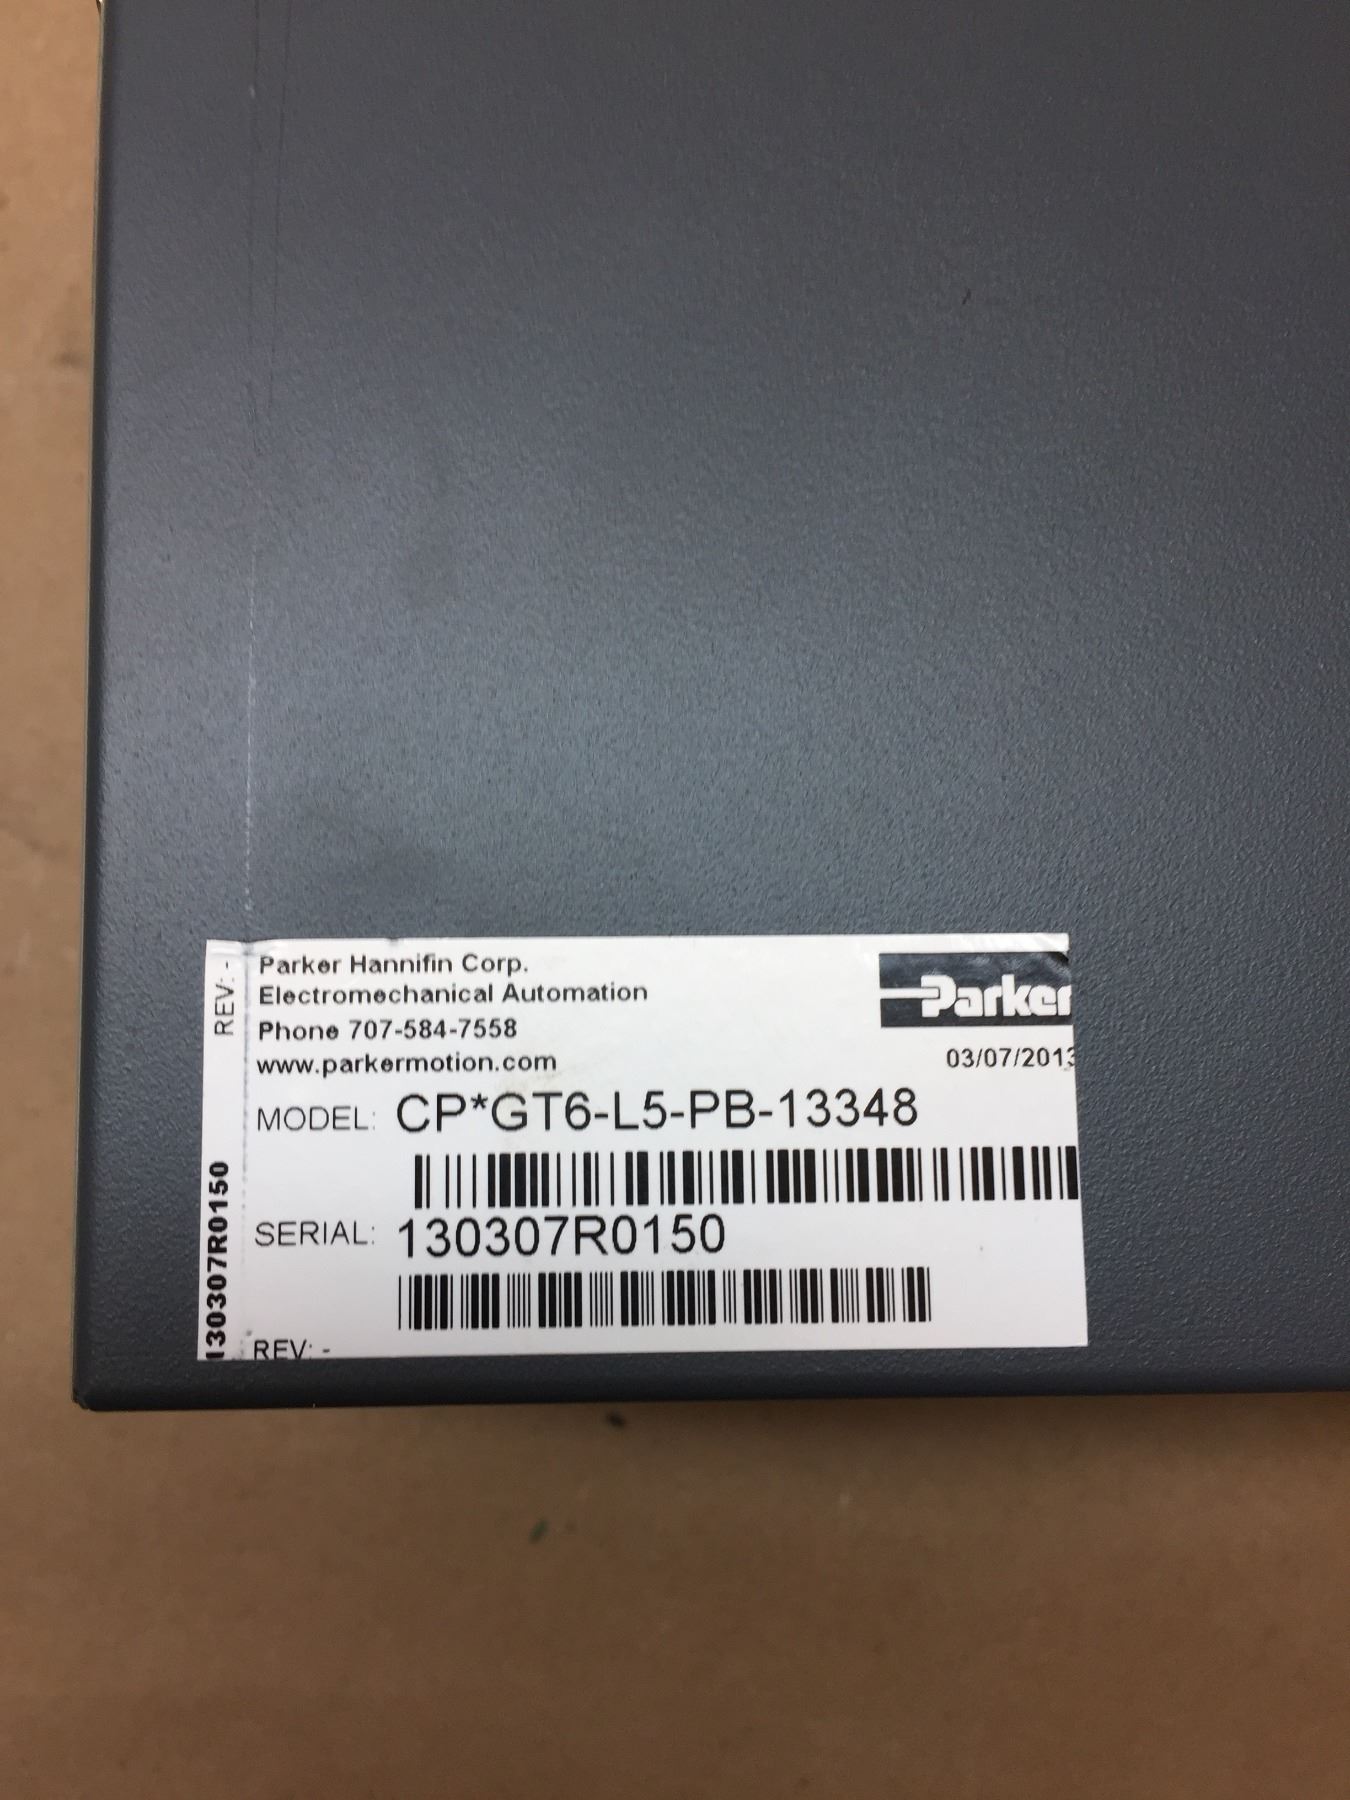 Parker Hannifin Corp.
Electromechanical Automation
Phone 707-584-7558
www.parkermotion.com
Parker
03/07/2013
MODEL: CP*GT6-L5-PB-13348
SERIAL: 130307R0150
REV: -
130307R0150
REV: -